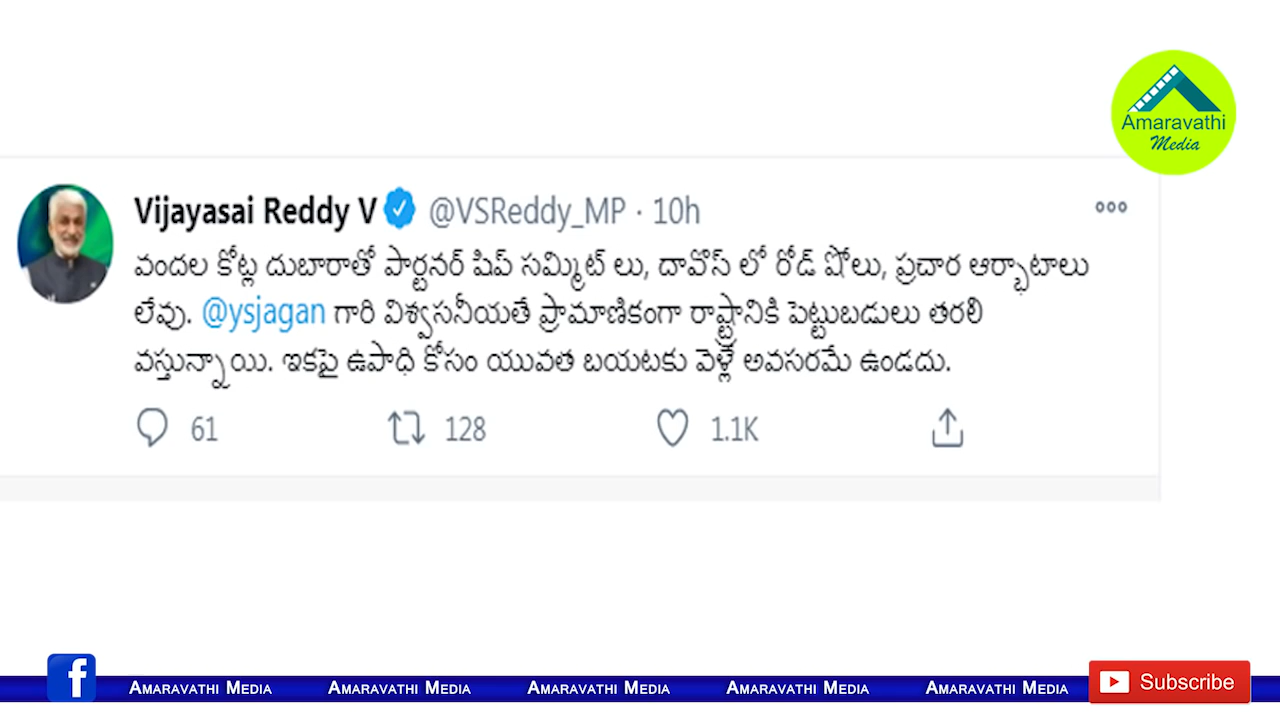 Amaravathi
Media
Vijayasai Reddy V @VSReddy_MP · 10h
వందల కోట్ల దుబారాతో పార్టనర్ షిప్ సమ్మిట్ లు, దావొస్ లో రోడ్ షోలు, ప్రచార ఆర్భాటాలు
లేవు. @ysjagan గారి విశ్వసనీయతే ప్రామాణికంగా రాష్ట్రానికి పెట్టుబడులు తరలి
వస్తున్నాయి. ఇకపై ఉపాధి కోసం యువత బయటకు వెళ్లే అవసరమే ఉండదు.
61 128 1.1K
f Amaravathi Media Amaravathi Media Amaravathi Media Amaravathi Media Amaravathi Media Subscribe